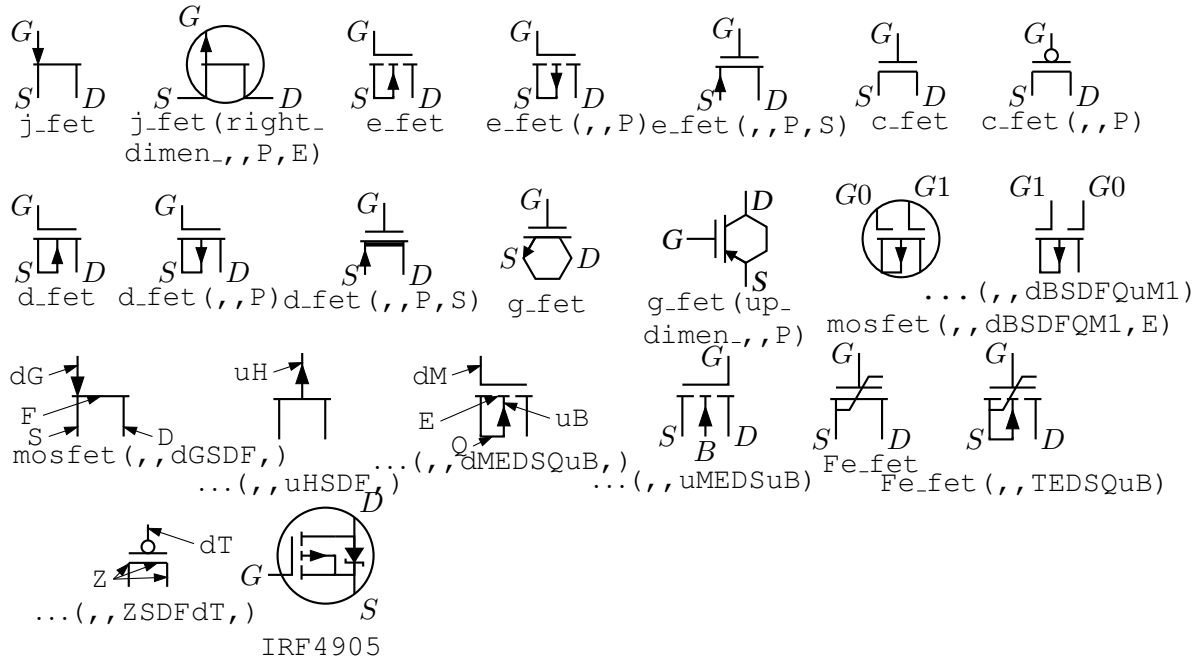 G G G G G G G
S D S D S D S D S D S D S D
j_fet j_fet(right_ e_fet e_fet(,,P) e_fet(,,P,S) c_fet c_fet(,,P)
dimen_,,P,E)
G G G G D G0 G1 G1 G0
G
S D S D S D S D S
d_fet d_fet(,,P) d_fet(,,P,S) g_fet g_fet(up_ ...(,,dBSDFQuM1)
dimen_,,P) mosfet(,,dBSDFQM1,E)
dG uH dM G G G
F E uB
S D Q S B D S D S D
mosfet(,,dGSDF,) ...(,,dMEDSQuB,) Fe_fet
...(,,uHSDF,) ...(,,uMEDSuB) Fe_fet(,,TEDSQuB)
D
dT
Z G
...(,,ZSDFdT,) S
IRF4905